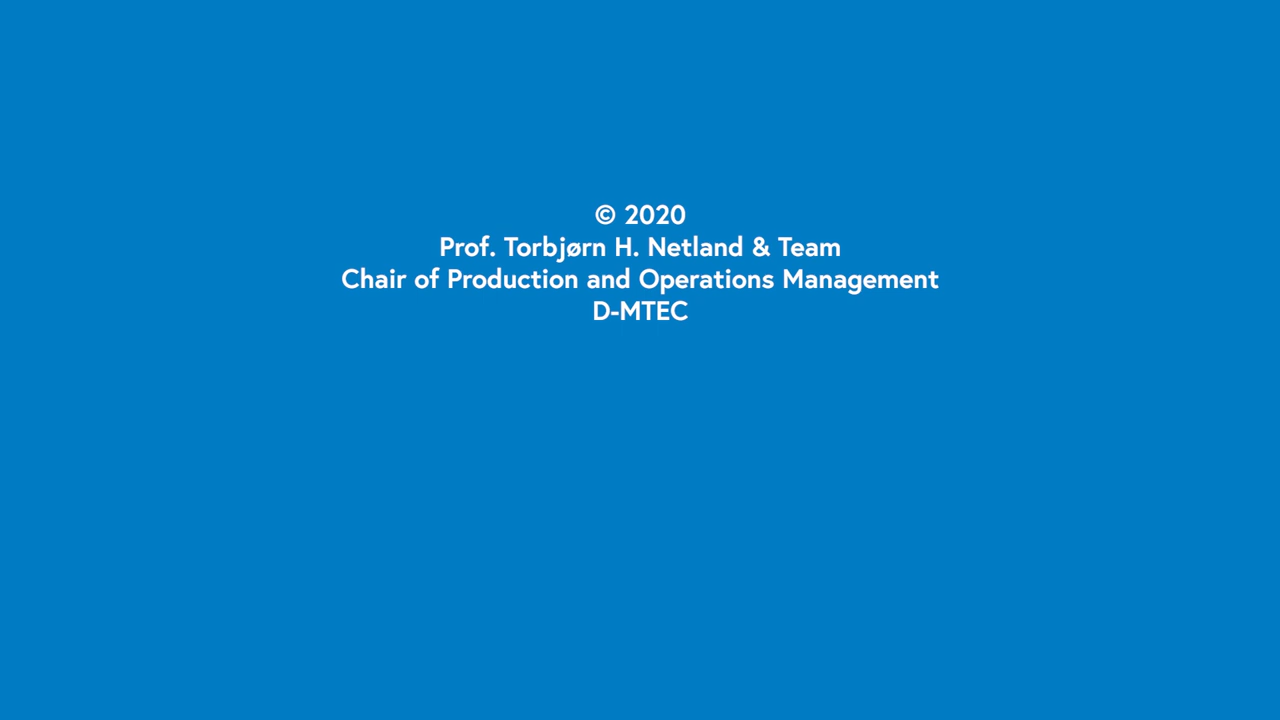 © 2020
Prof. Torbjørn H. Netland & Team
Chair of Production and Operations Management
D-MTEC